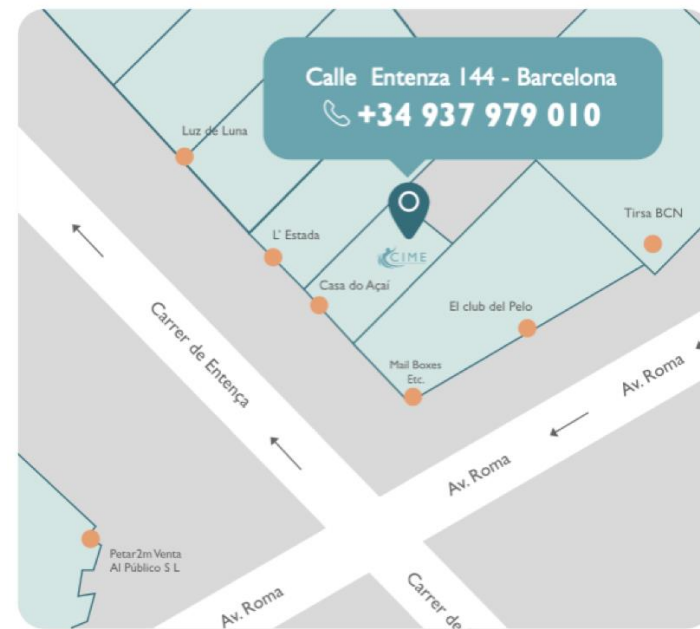 Calle Entenza 144 - Barcelona
+34 937 979 010
Luz de Luna
Tirsa BCN
L' Estada
CIME
Casa do Açaí
El club del Pelo
Carrer de Entença
Mail Boxes
Etc.
Av. Roma
Av. Roma
Petar2m Venta
Al Público S L
Av. Roma
Carrer de